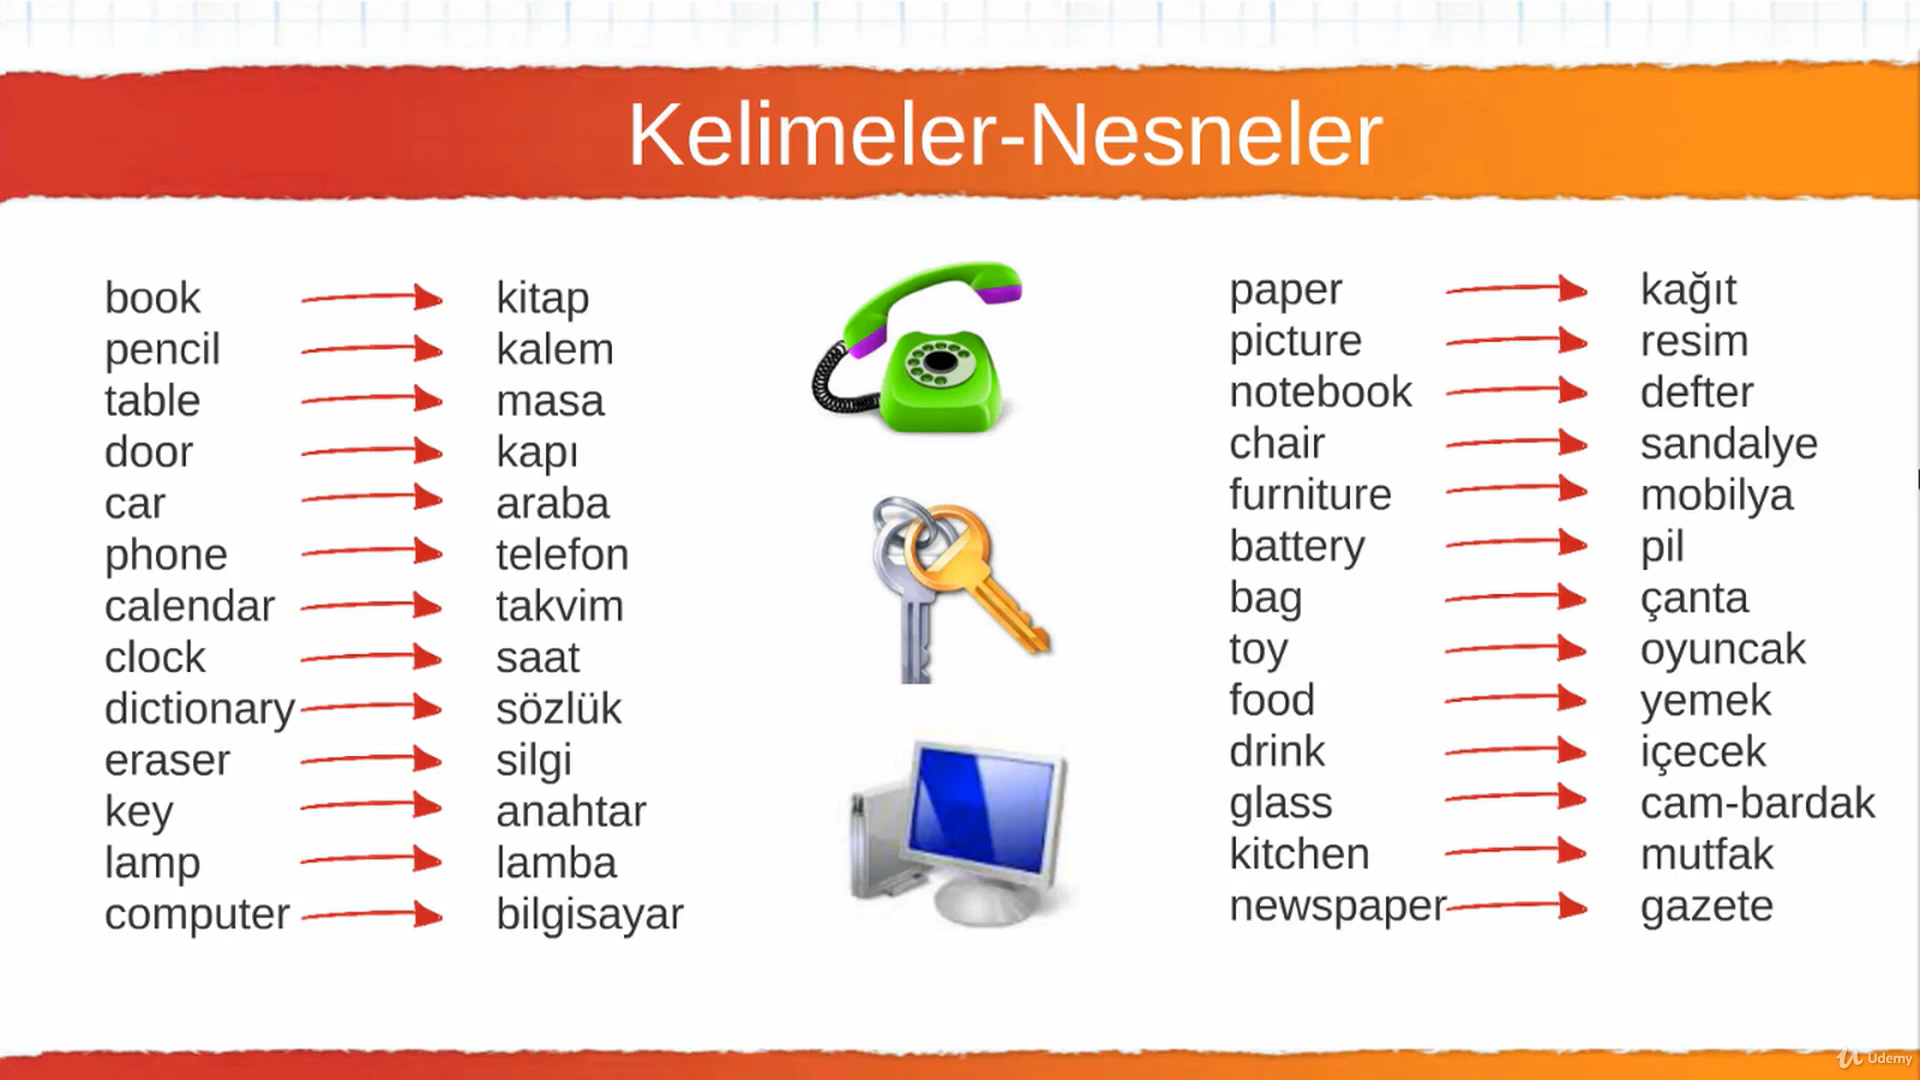 Kelimeler-Nesneler
book kitap
pencil kalem
table masa
door kapı
car araba
phone telefon
calendar takvim
clock saat
dictionary sözlük
eraser silgi
key anahtar
lamp lamba
computer bilgisayar
paper kağıt
picture resim
notebook defter
chair sandalye
furniture mobilya
battery pil
bag çanta
toy oyuncak
food yemek
drink içecek
glass cam-bardak
kitchen mutfak
newspaper gazete
Udemy